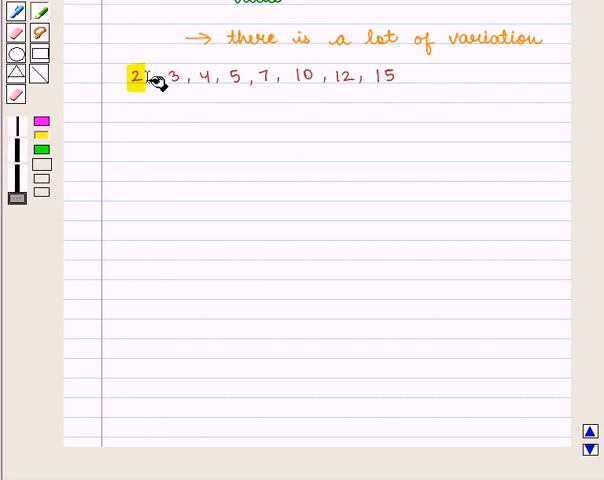 → there is a lot of variation
2, 3, 4, 5, 7, 10, 12, 15